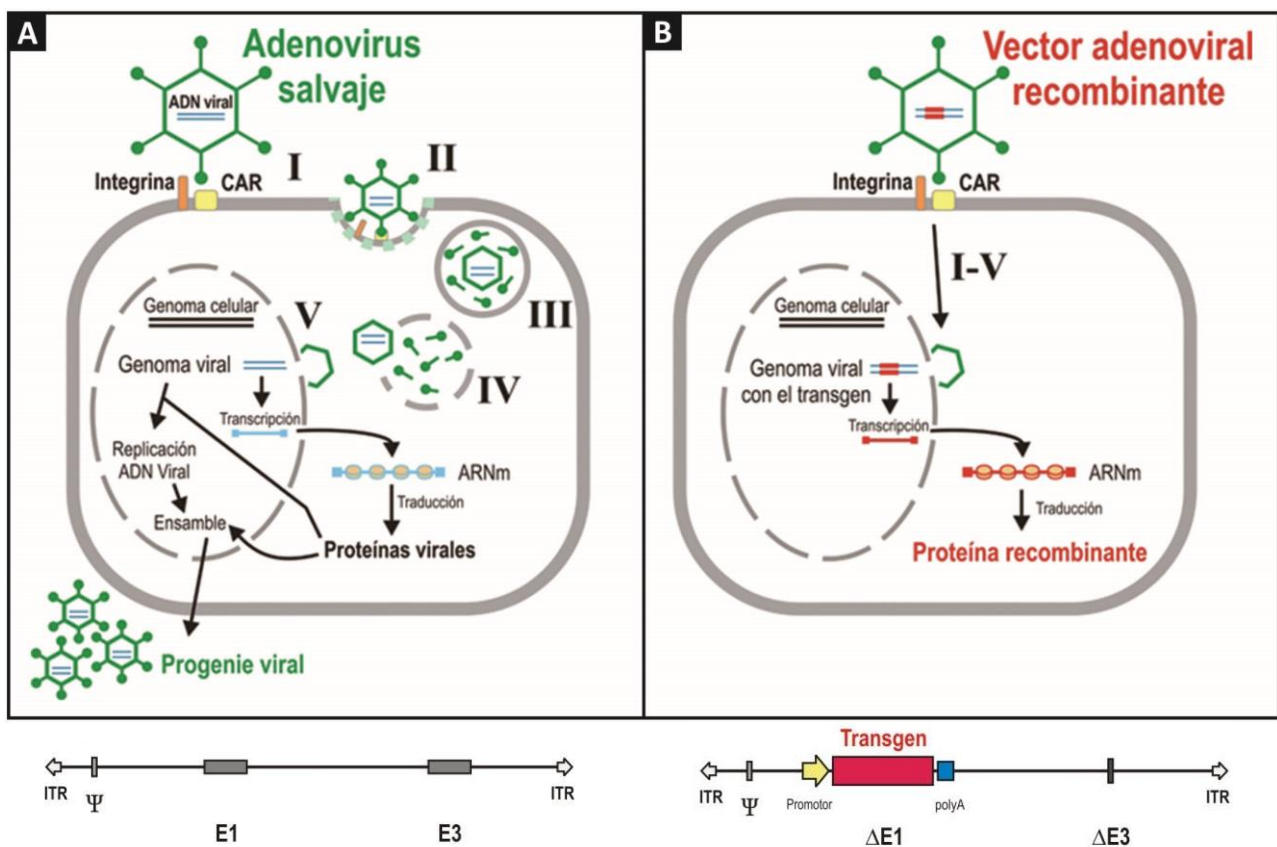 A
Adenovirus
salvaje
ADN viral
I
II
Integrina
CAR
III
Genoma celular
V
Genoma viral
IV
Transcripción
Replicación
ADN Viral
ARNm
Traducción
Ensamble
Proteínas virales
Progenie viral
ITR
Ψ
E1
E3
ITR
B
Vector adenoviral
recombinante
Integrina
CAR
I-V
Genoma celular
Genoma viral
con el transgen
Transcripción
ARNm
Traducción
Proteína recombinante
Transgen
ITR
Ψ
Promotor
polyA
ITR
ΔE1
ΔE3